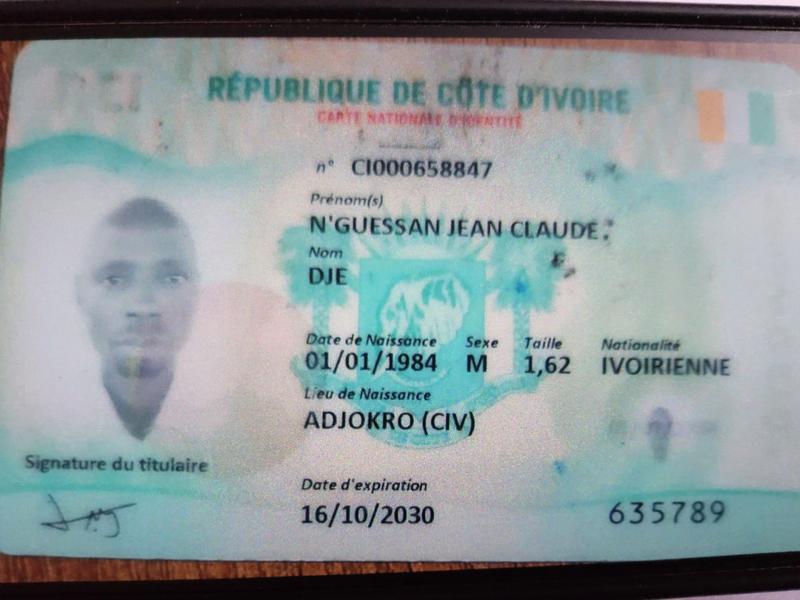 RÉPUBLIQUE DE CÔTE D'IVOIRE
CARTE NATIONALE D'IDENTITÉ
n° CI000658847
Prénom(s)
N'GUESSAN JEAN CLAUDE
Nom
DJE
Date de Naissance Sexe Taille Nationalité
01/01/1984 M 1,62 IVOIRIENNE
Lieu de Naissance
ADJOKRO (CIV)
Signature du titulaire
Date d'expiration
16/10/2030
635789